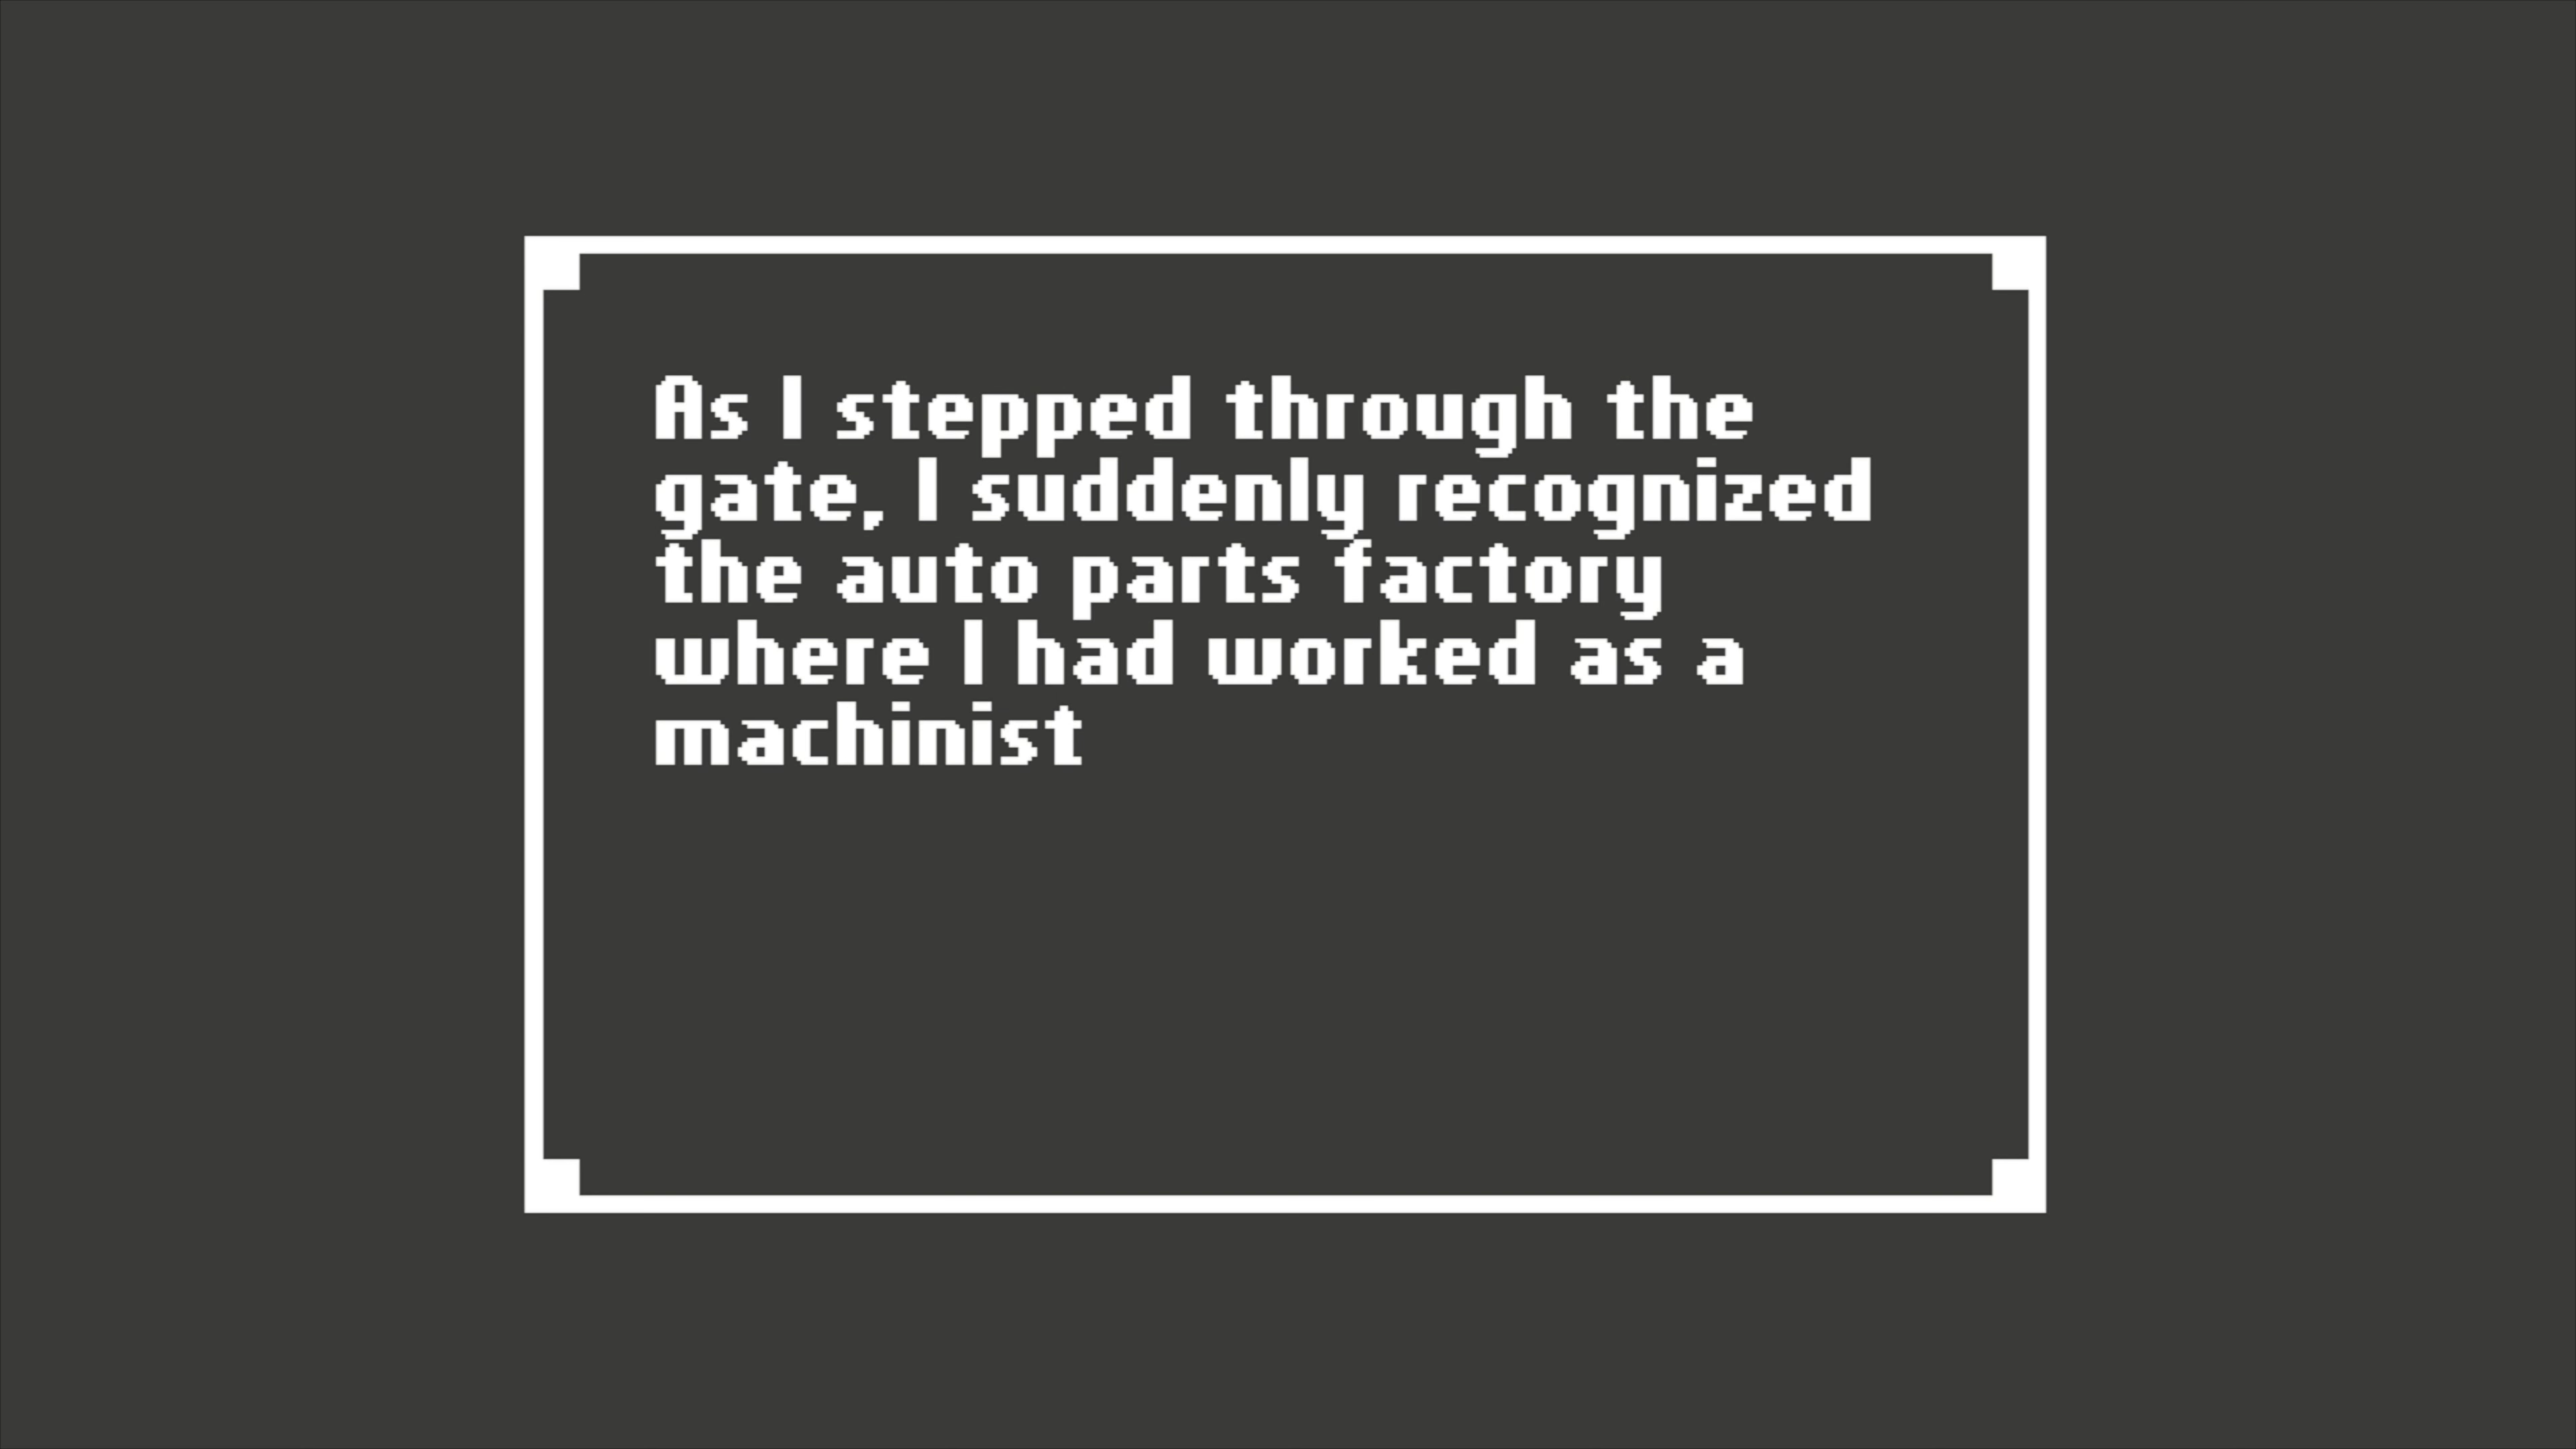 As I stepped through the
gate, I suddenly recognized
the auto parts factory
where I had worked as a
machinist